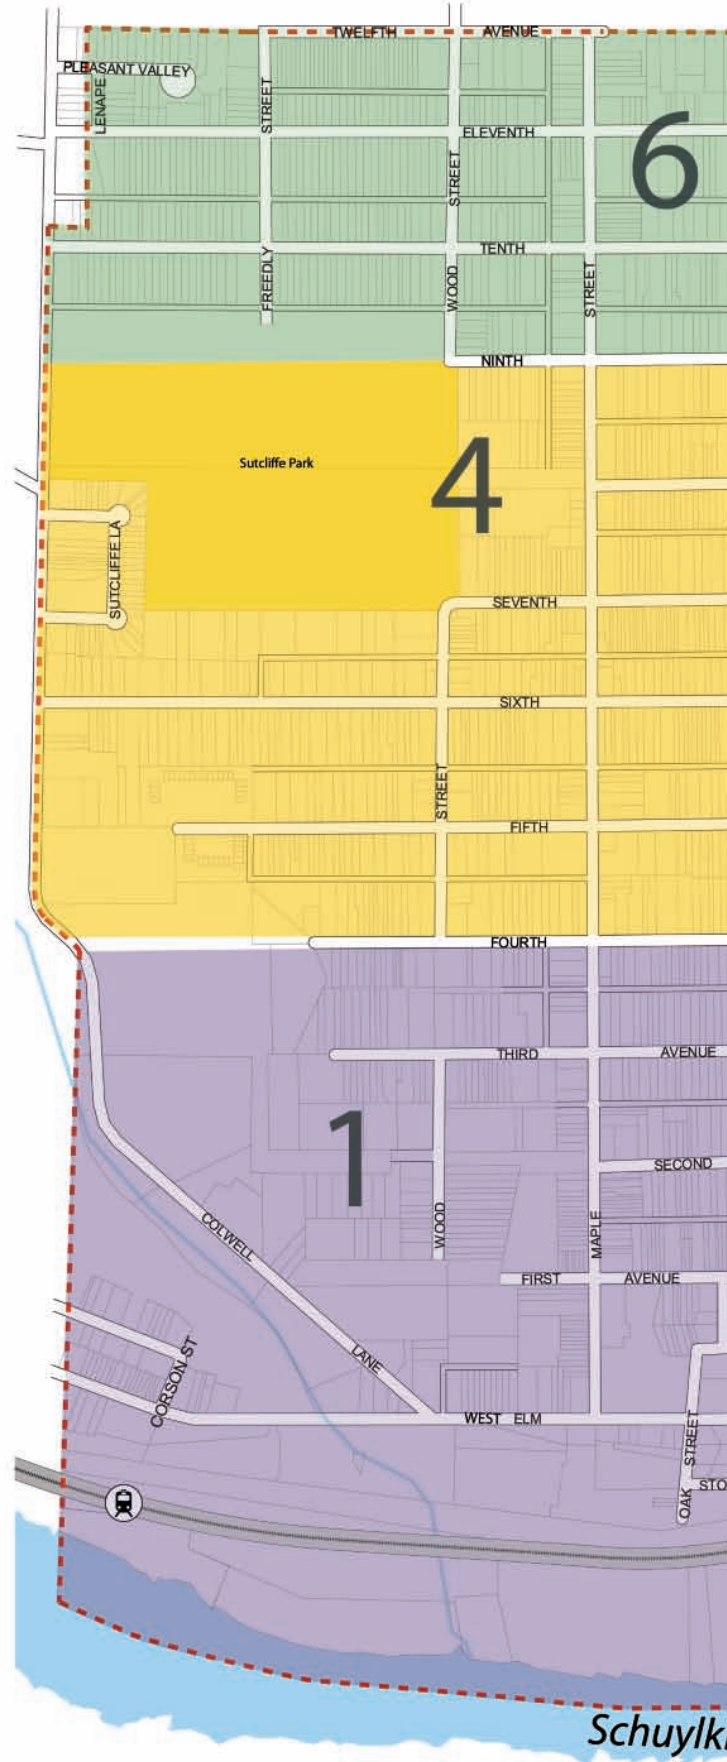 TWELFTH AVENUE
PLEASANT VALLEY
LENAPE
STREET
ELEVENTH
6
STREET
TENTH
FREEDLY
WOOD
STREET
NINTH
Sutcliffe Park
4
SUTCLIFFE LA
SEVENTH
SIXTH
STREET
FIFTH
FOURTH
THIRD AVENUE
1
SECOND
WOOD
COLWELL
MAPLE
FIRST AVENUE
LANE
CORSON ST
WEST ELM
STREET
OAK
STO
Schuylk